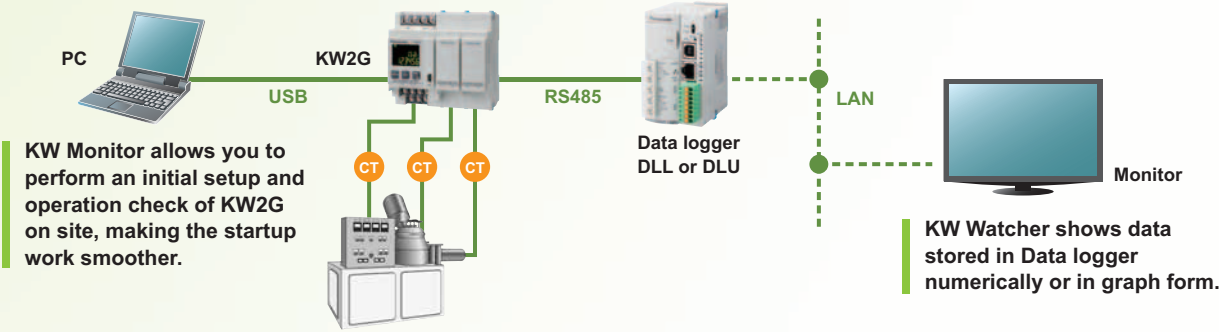 PC
KW2G
USB
RS485
LAN
CT
CT
CT
Data logger
DLL or DLU
KW Monitor allows you to
perform an initial setup and
operation check of KW2G
on site, making the startup
work smoother.
Monitor
KW Watcher shows data
stored in Data logger
numerically or in graph form.